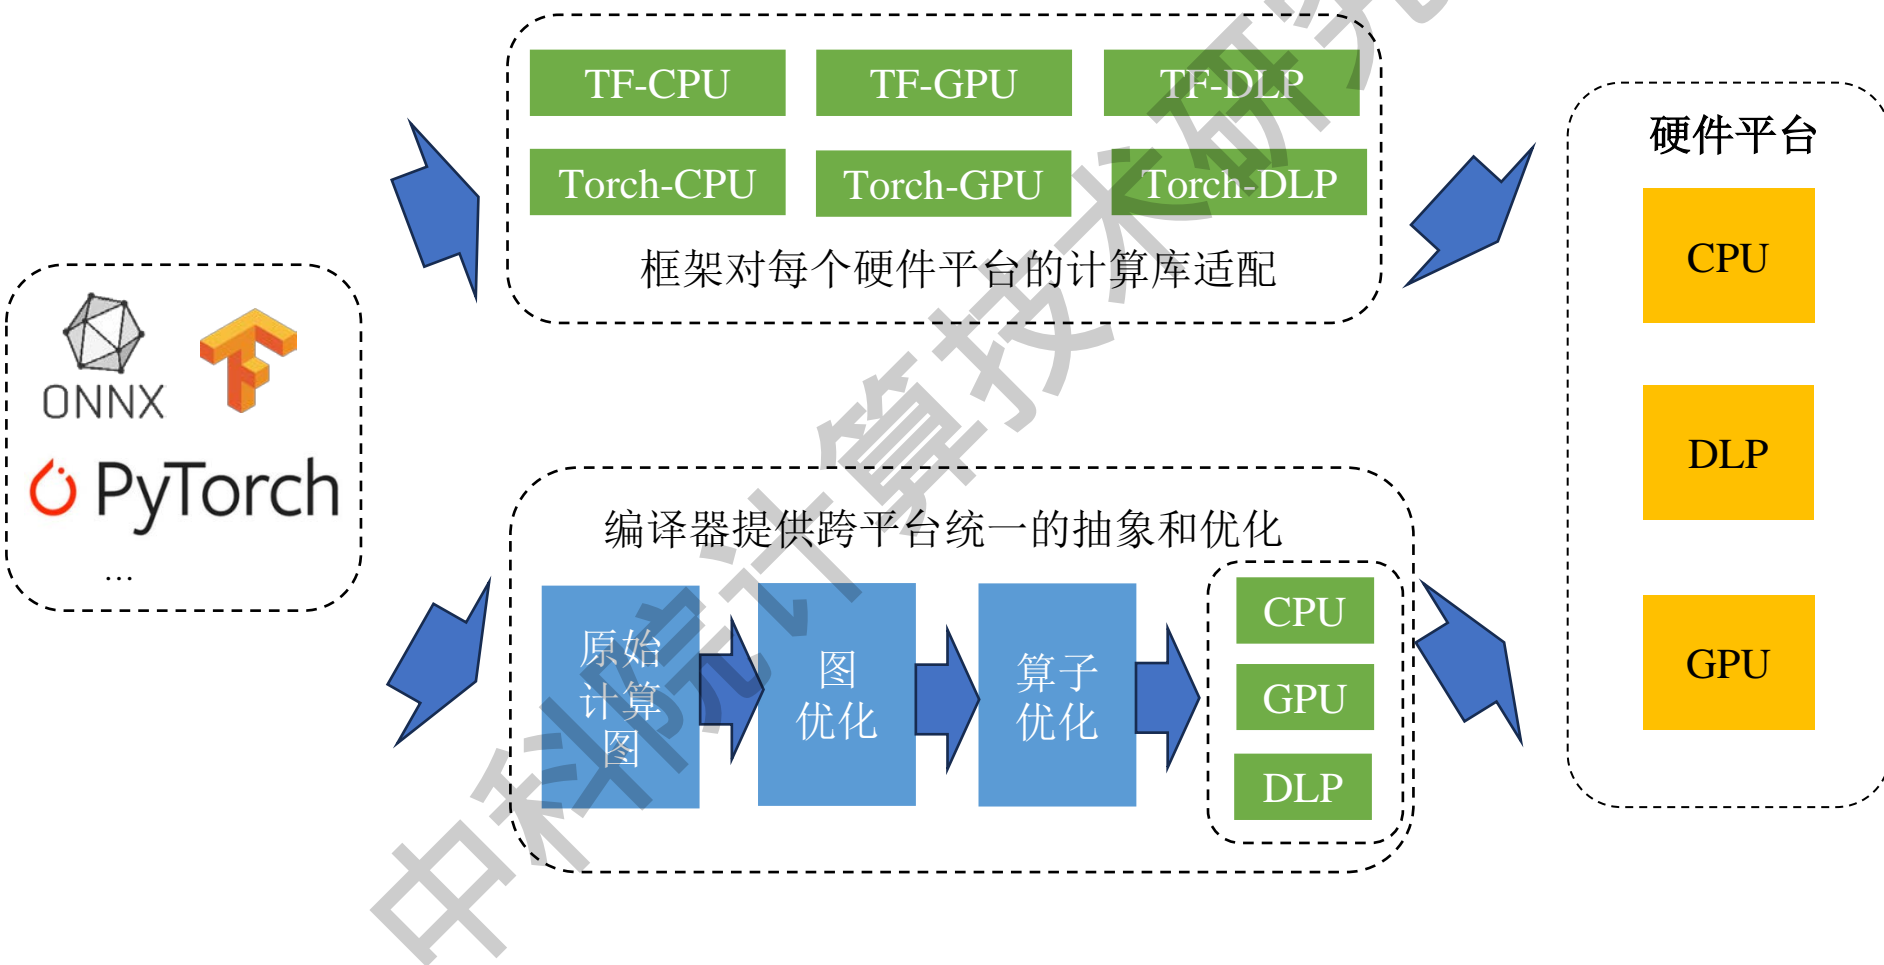 TF-CPU TF-GPU TF-DLP
Torch-CPU Torch-GPU Torch-DLP
框架对每个硬件平台的计算库适配
ONNX
PyTorch
...
编译器提供跨平台统一的抽象和优化
原始
计算
图
图
优化
算子
优化
CPU
GPU
DLP
硬件平台
CPU
DLP
GPU
中科院计算技术研究